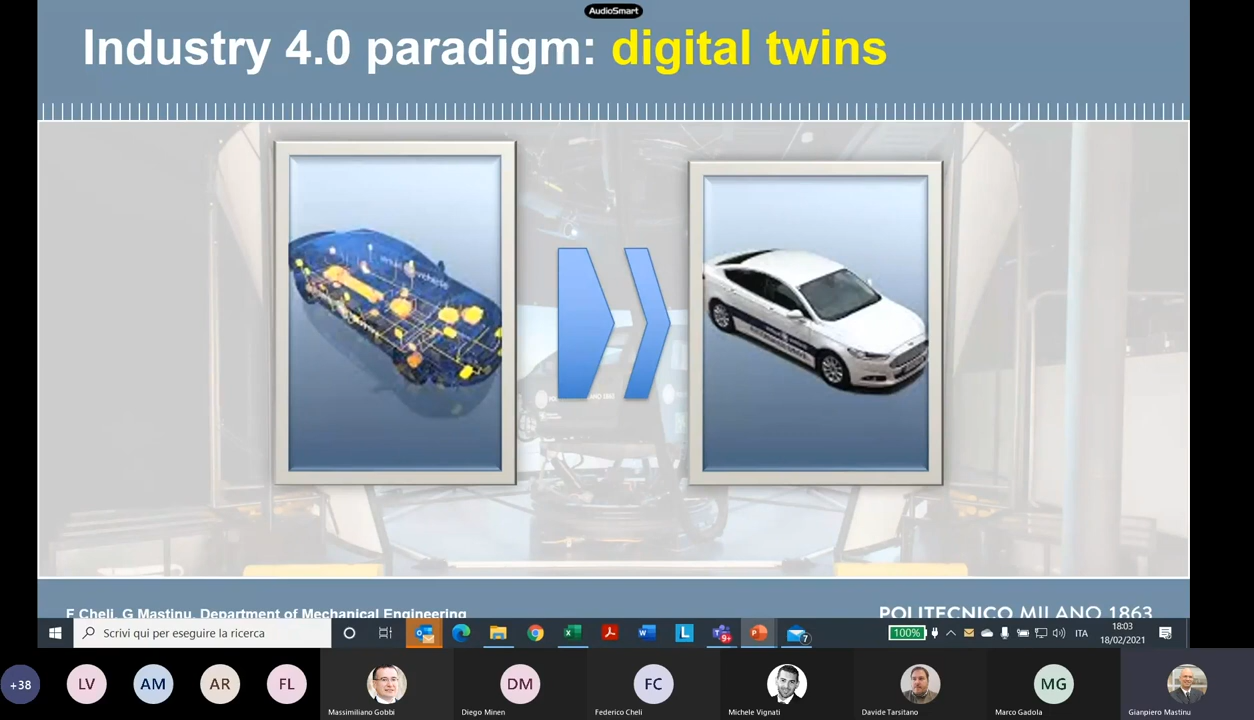 AudioSmart
Industry 4.0 paradigm: digital twins
F. Cheli, G. Mastinu, Department of Mechanical Engineering
POLITECNICO MILANO 1863
Scrivi qui per eseguire la ricerca
9+
7
100%
ITA
18:03
18/02/2021
+38
LV
AM
AR
FL
DM
FC
MG
Massimiliano Gobbi
Diego Minen
Federico Cheli
Michele Vignati
Davide Tarsitano
Marco Gadola
Gianpiero Mastinu